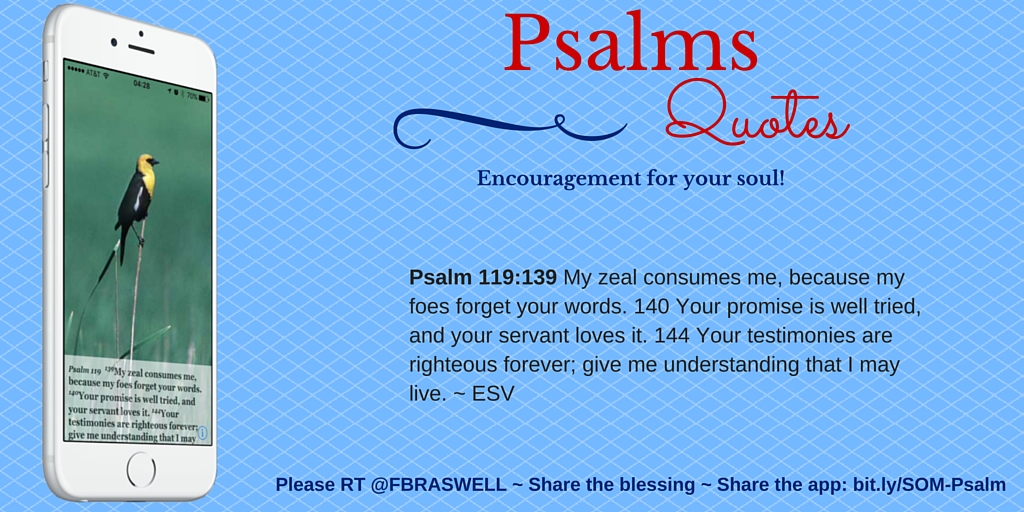 Psalms
Quotes
Encouragement for your soul!
AT&T 04:28 70%
Psalm 119 139My zeal consumes me,
because my foes forget your words.
140Your promise is well tried, and
your servant loves it. 144Your
testimonies are righteous forever;
give me understanding that I may
Psalm 119:139 My zeal consumes me, because my
foes forget your words. 140 Your promise is well tried,
and your servant loves it. 144 Your testimonies are
righteous forever; give me understanding that I may
live. ~ ESV
Please RT @FBRASWELL ~ Share the blessing ~ Share the app: bit.ly/SOM-Psalm